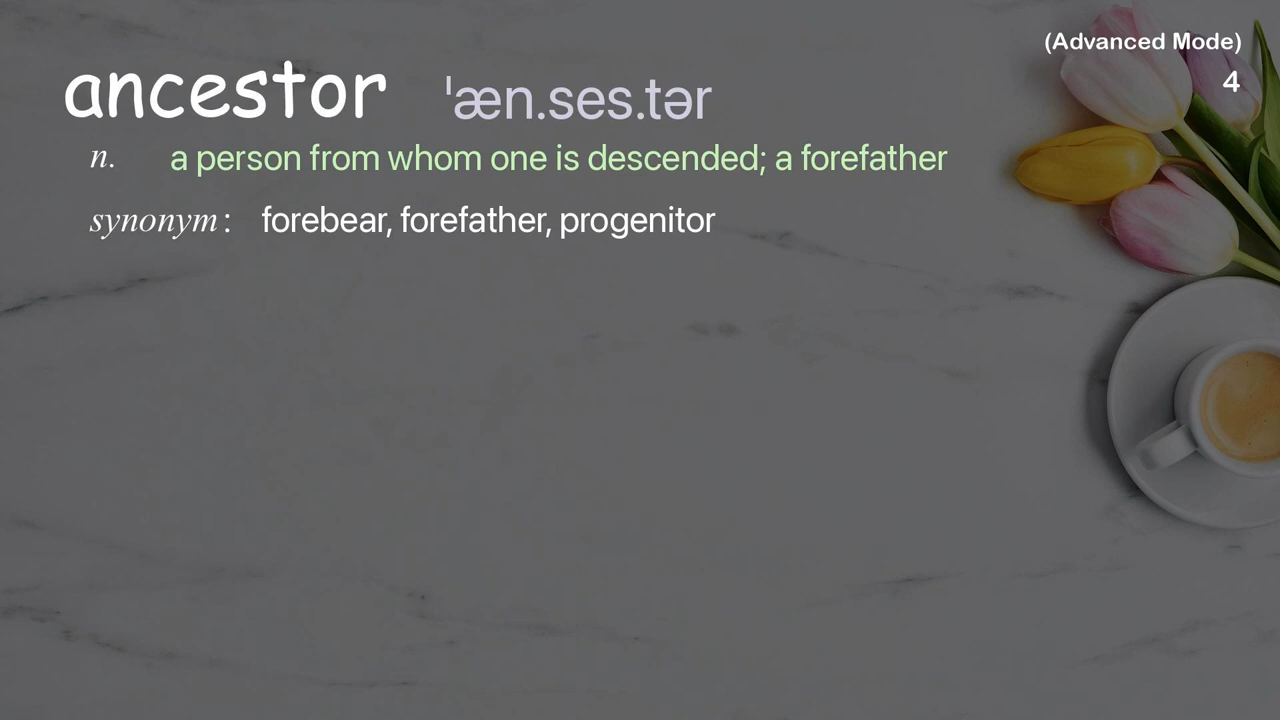 (Advanced Mode)
4
ancestor ˈæn.ses.tər
n. a person from whom one is descended; a forefather
synonym: forebear, forefather, progenitor